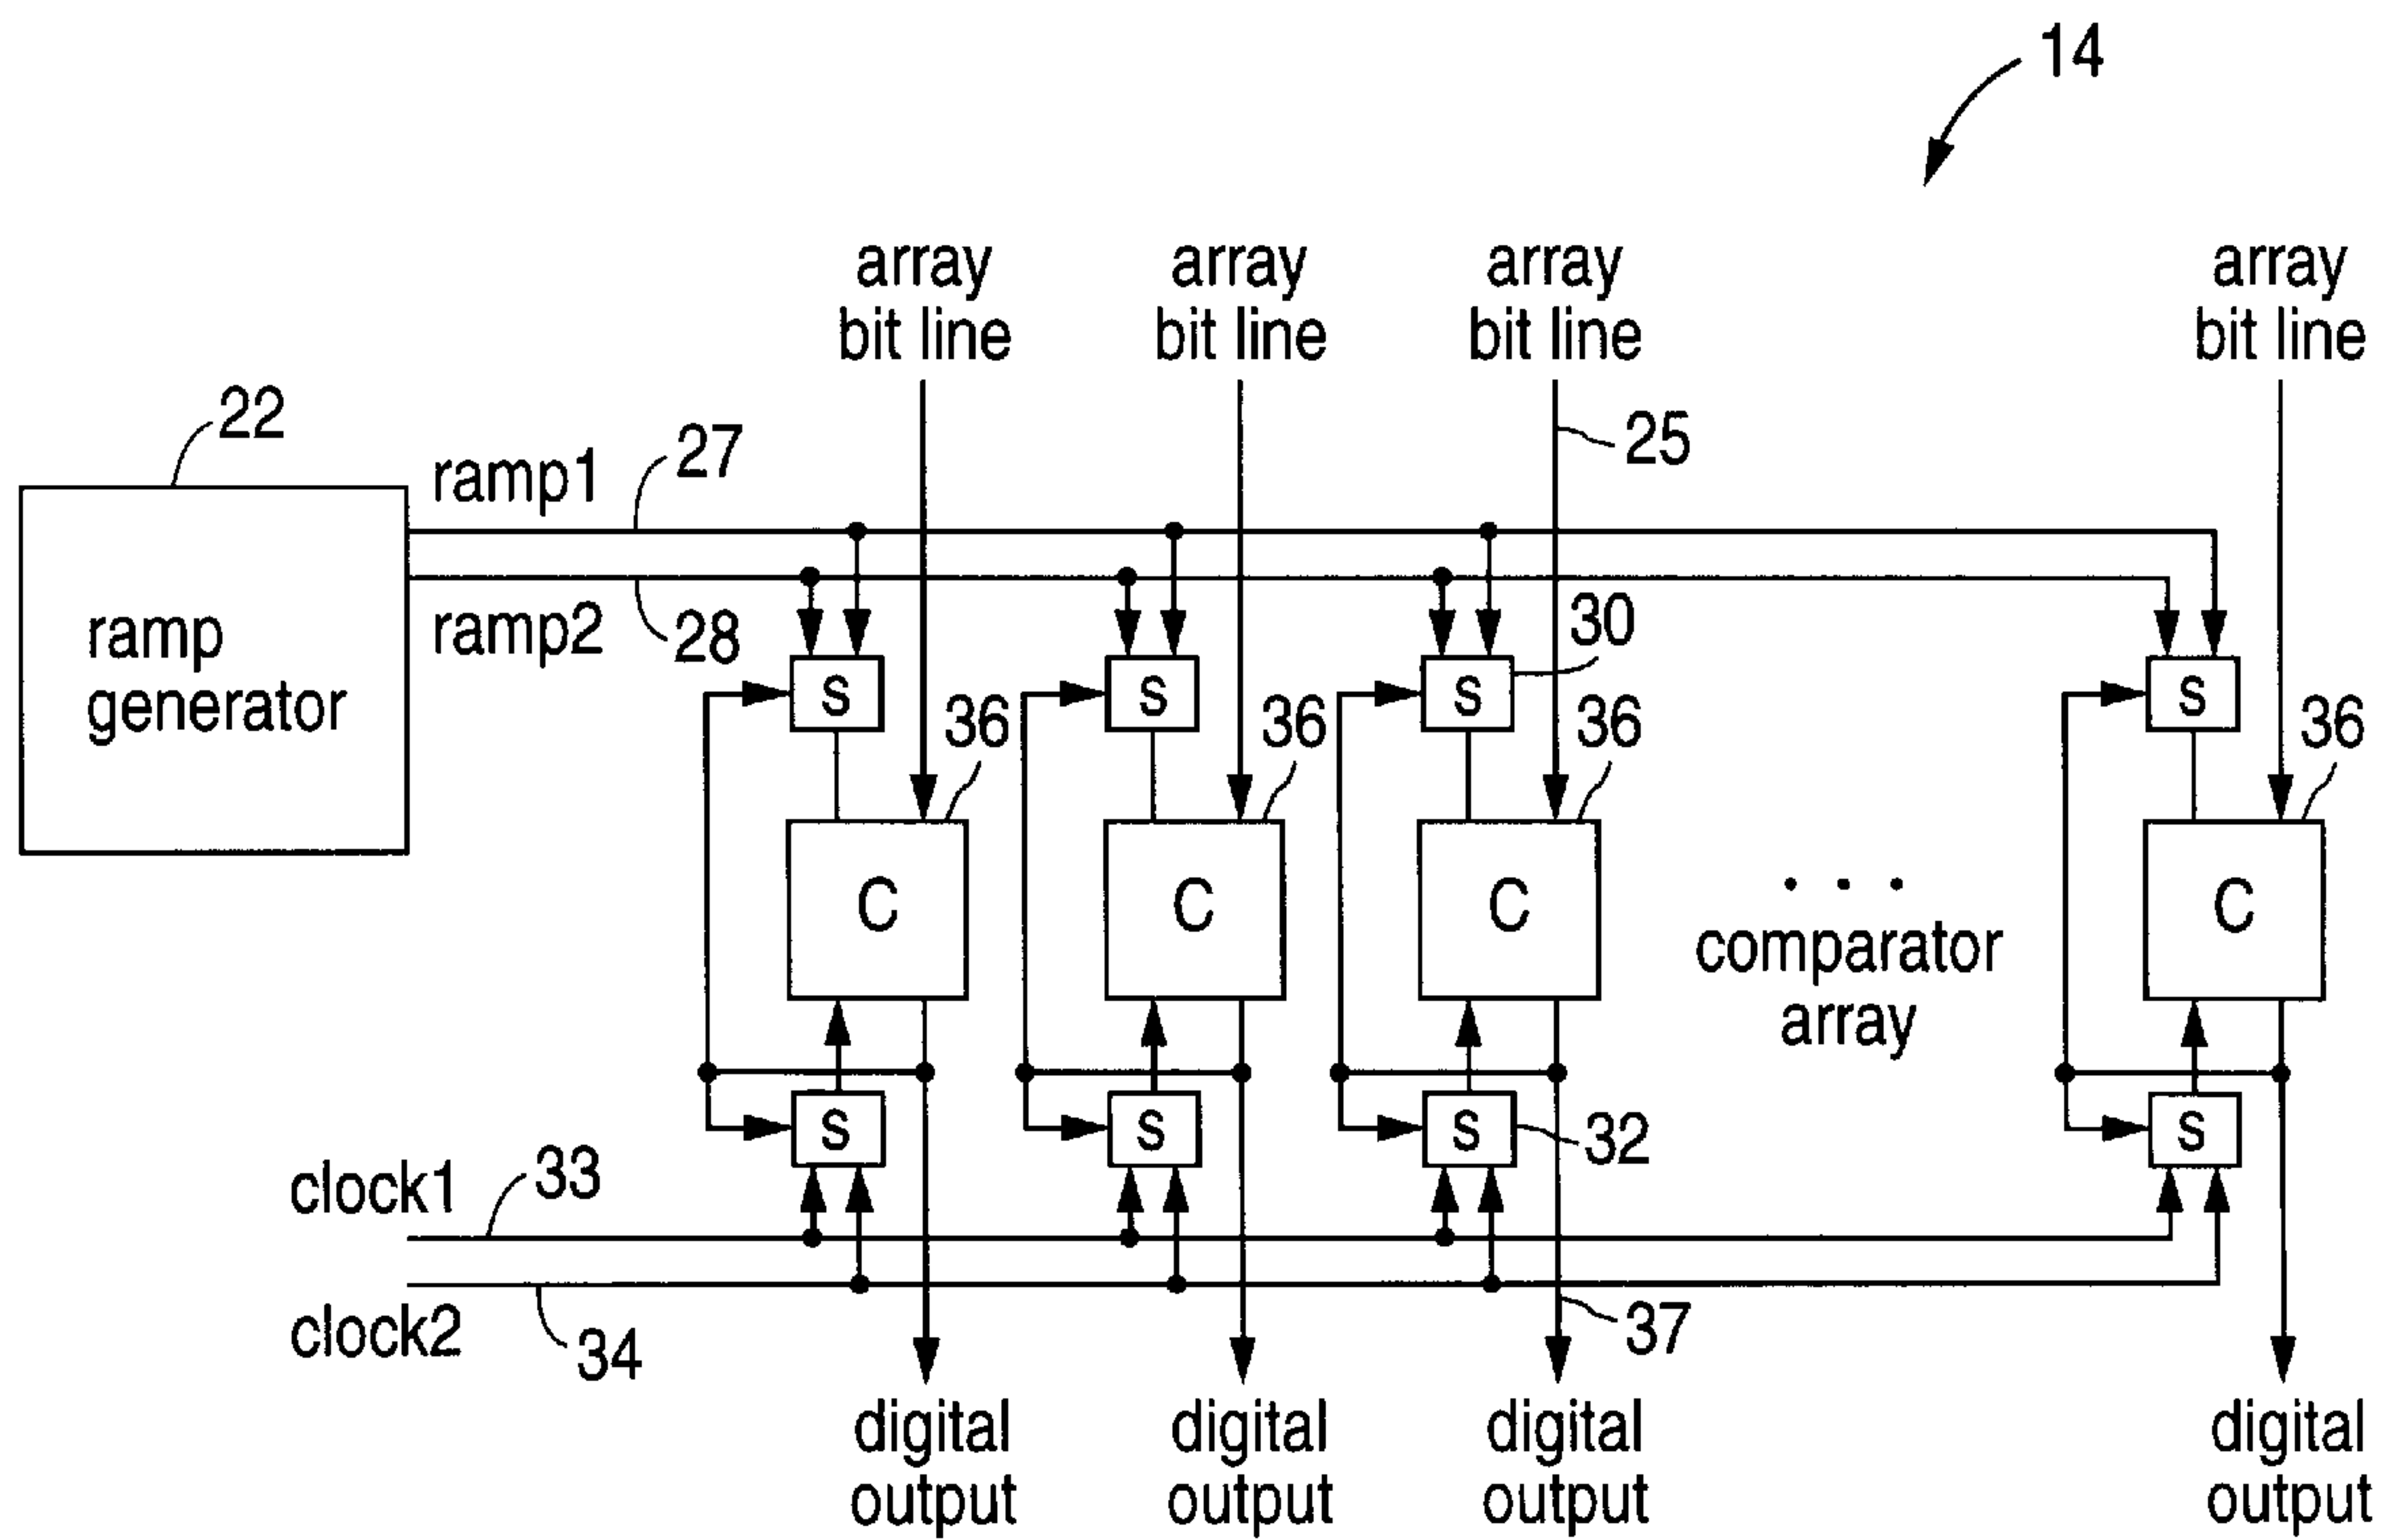 14
array
bit line
array
bit line
array
bit line
array
bit line
22
ramp1
27
25
ramp
generator
ramp2
28
30
S
S
S
S
36
36
36
36
C
C
C
C
. . .
comparator
array
S
S
S
S
32
clock1
33
clock2
34
37
digital
output
digital
output
digital
output
digital
output